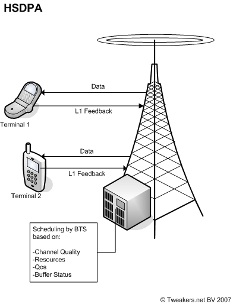 HSDPA
Data
L1 Feedback
Terminal 1
Data
L1 Feedback
Terminal 2
Scheduling by BTS
based on:
-Channel Quality
-Resources
-Qos
-Buffer Status
© Tweakers.net BV 2007